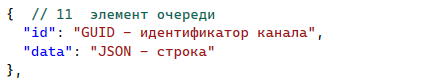 {  // 11  элемент очереди
  "id": "GUID – идентификатор канала",
  "data": "JSON – строка"
},